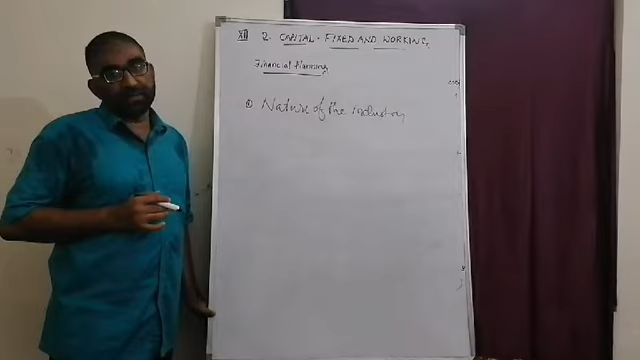 XII 2. CAPITAL - FIXED AND WORKING
Financial Planning
① Nature of the industry